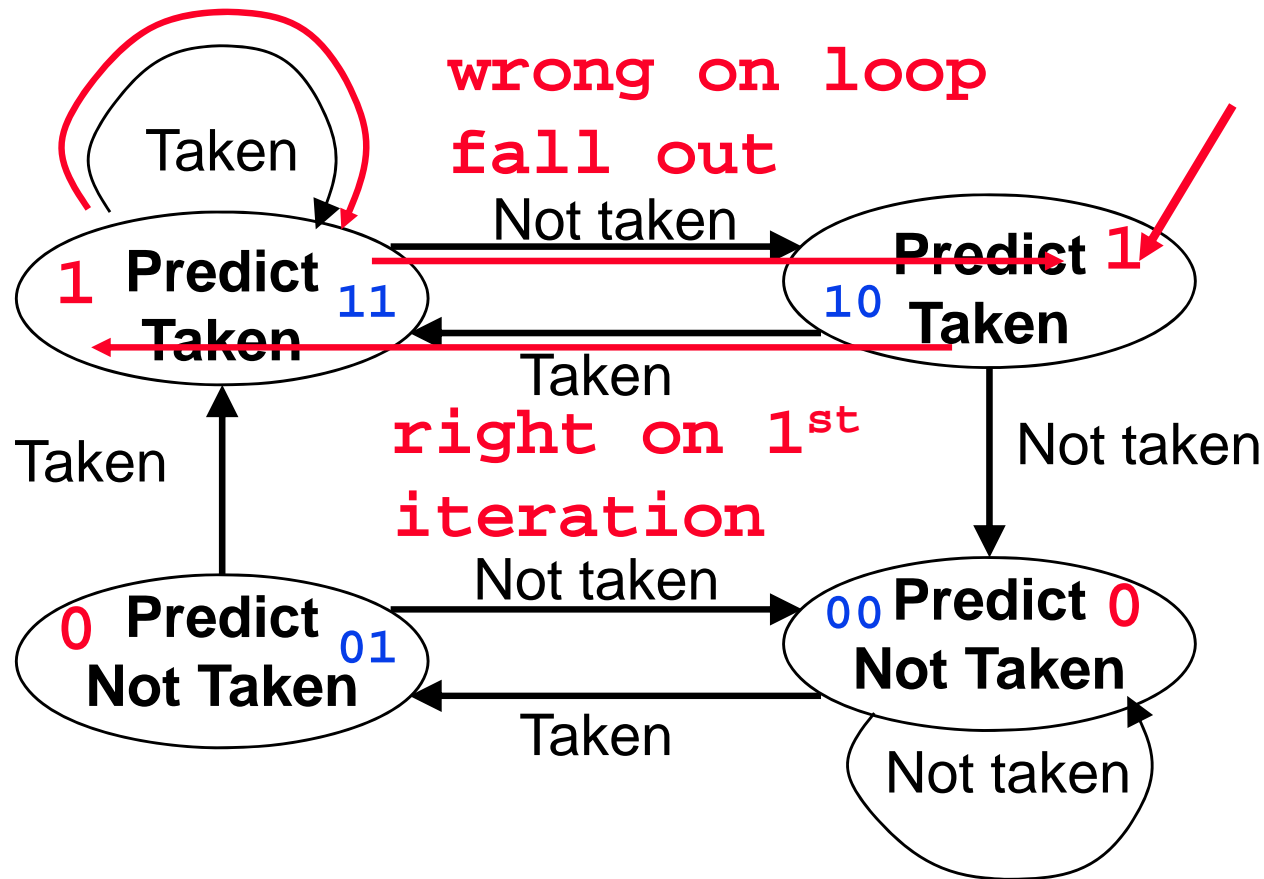 wrong on loop
fall out
Taken
Not taken
1 Predict 11
Taken
Predict 1
10 Taken
Taken
right on 1st
iteration
Taken
Not taken
Not taken
0 Predict 01
Not Taken
00 Predict 0
Not Taken
Taken
Not taken